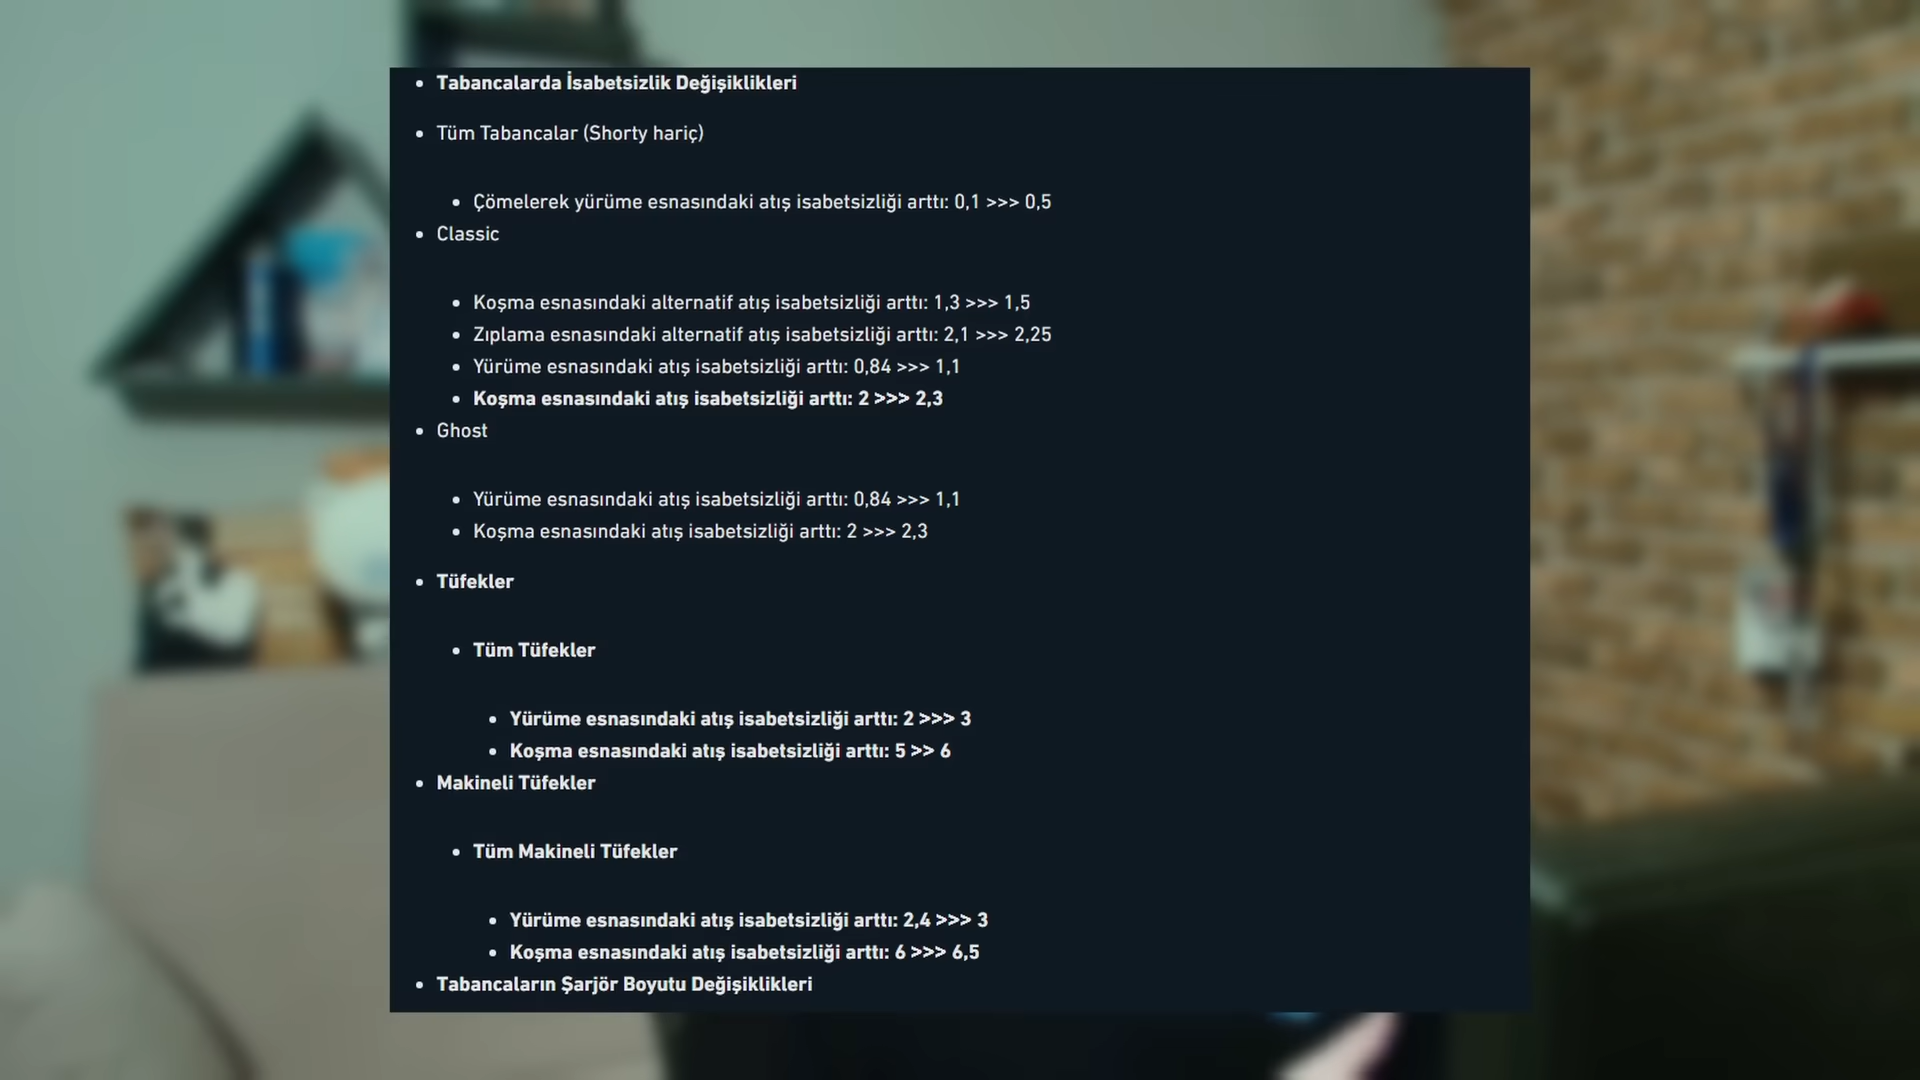 Tabancalarda İsabetsizlik Değişiklikleri
Tüm Tabancalar (Shorty hariç)
Çömelerek yürüme esnasındaki atış isabetsizliği arttı: 0,1 >>> 0,5
Classic
Koşma esnasındaki alternatif atış isabetsizliği arttı: 1,3 >>> 1,5
Zıplama esnasındaki alternatif atış isabetsizliği arttı: 2,1 >>> 2,25
Yürüme esnasındaki atış isabetsizliği arttı: 0,84 >>> 1,1
Koşma esnasındaki atış isabetsizliği arttı: 2 >>> 2,3
Ghost
Yürüme esnasındaki atış isabetsizliği arttı: 0,84 >>> 1,1
Koşma esnasındaki atış isabetsizliği arttı: 2 >>> 2,3
Tüfekler
Tüm Tüfekler
Yürüme esnasındaki atış isabetsizliği arttı: 2 >>> 3
Koşma esnasındaki atış isabetsizliği arttı: 5 >> 6
Makineli Tüfekler
Tüm Makineli Tüfekler
Yürüme esnasındaki atış isabetsizliği arttı: 2,4 >>> 3
Koşma esnasındaki atış isabetsizliği arttı: 6 >>> 6,5
Tabancaların Şarjör Boyutu Değişiklikleri